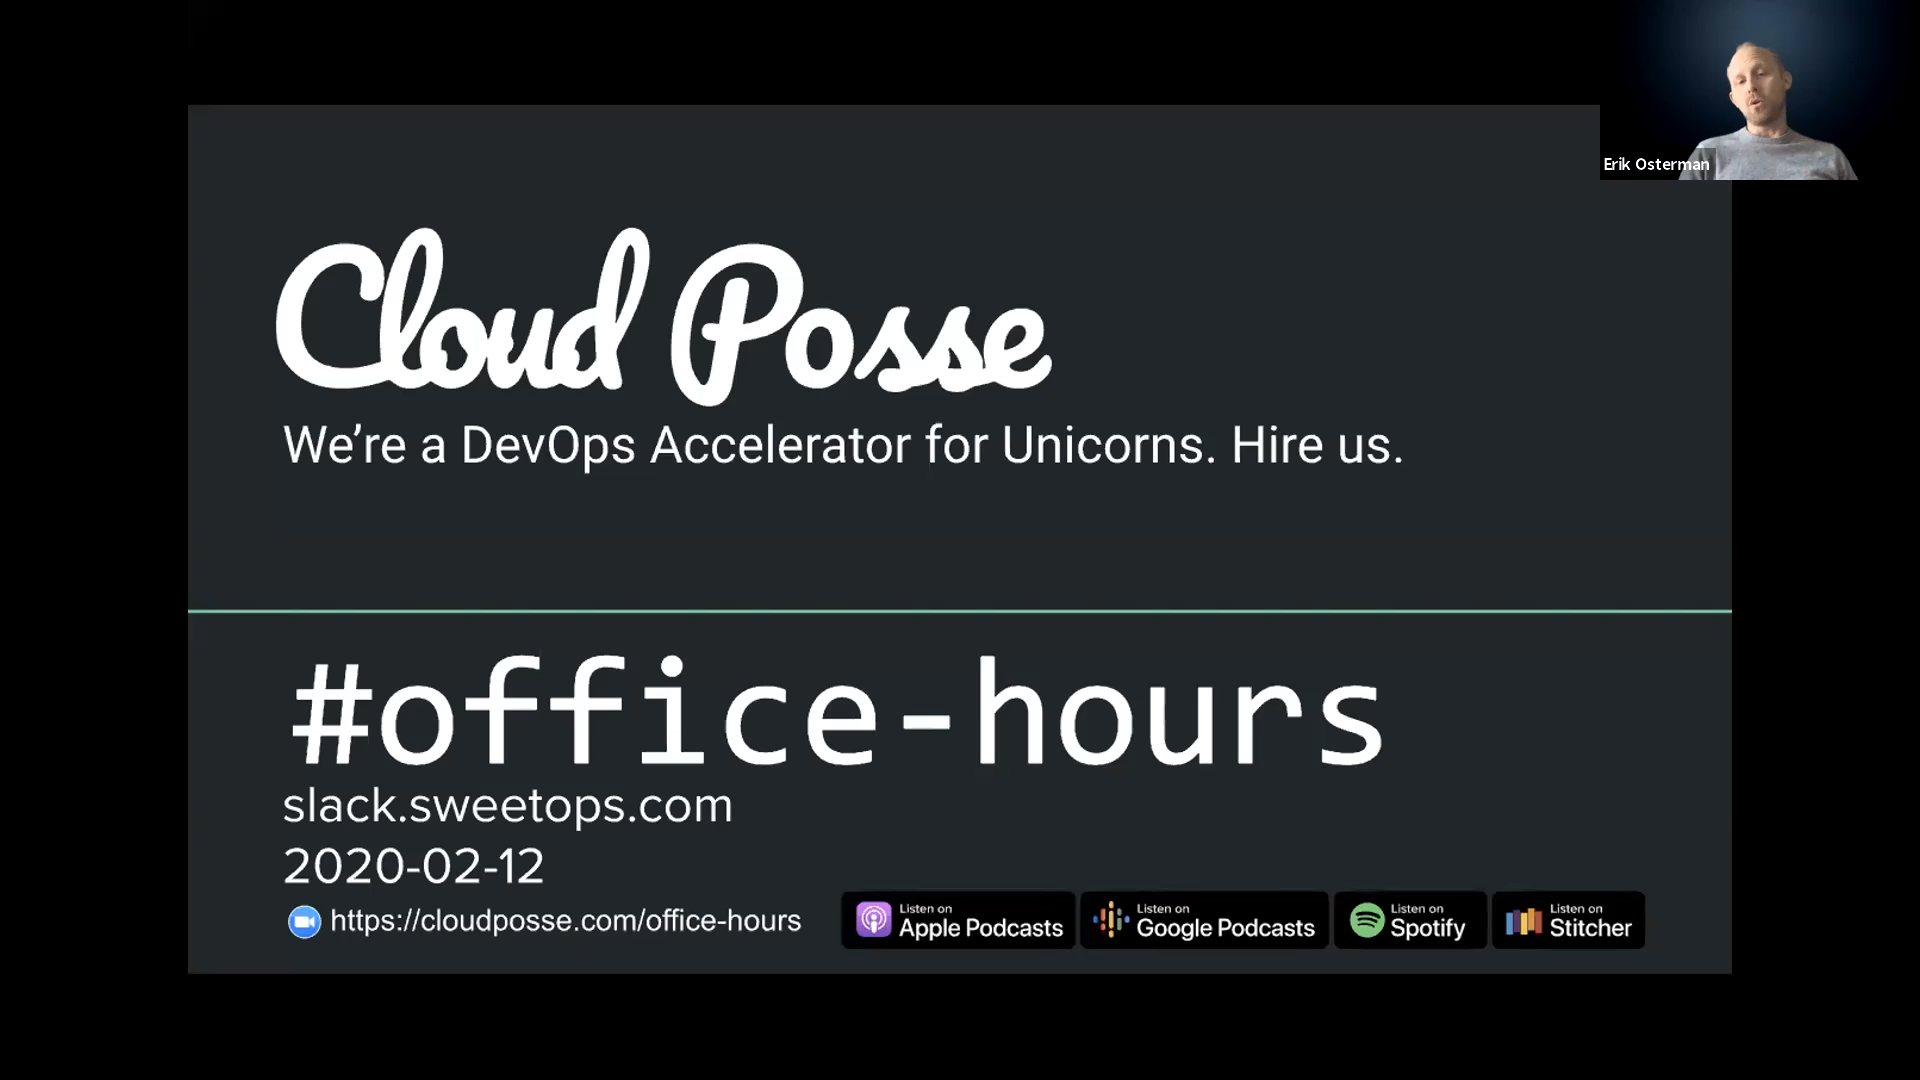 Erik Osterman
Cloud Posse
We're a DevOps Accelerator for Unicorns. Hire us.
#office-hours
slack.sweetops.com
2020-02-12
https://cloudposse.com/office-hours
Listen on
Apple Podcasts
Listen on
Google Podcasts
Listen on
Spotify
Listen on
Stitcher